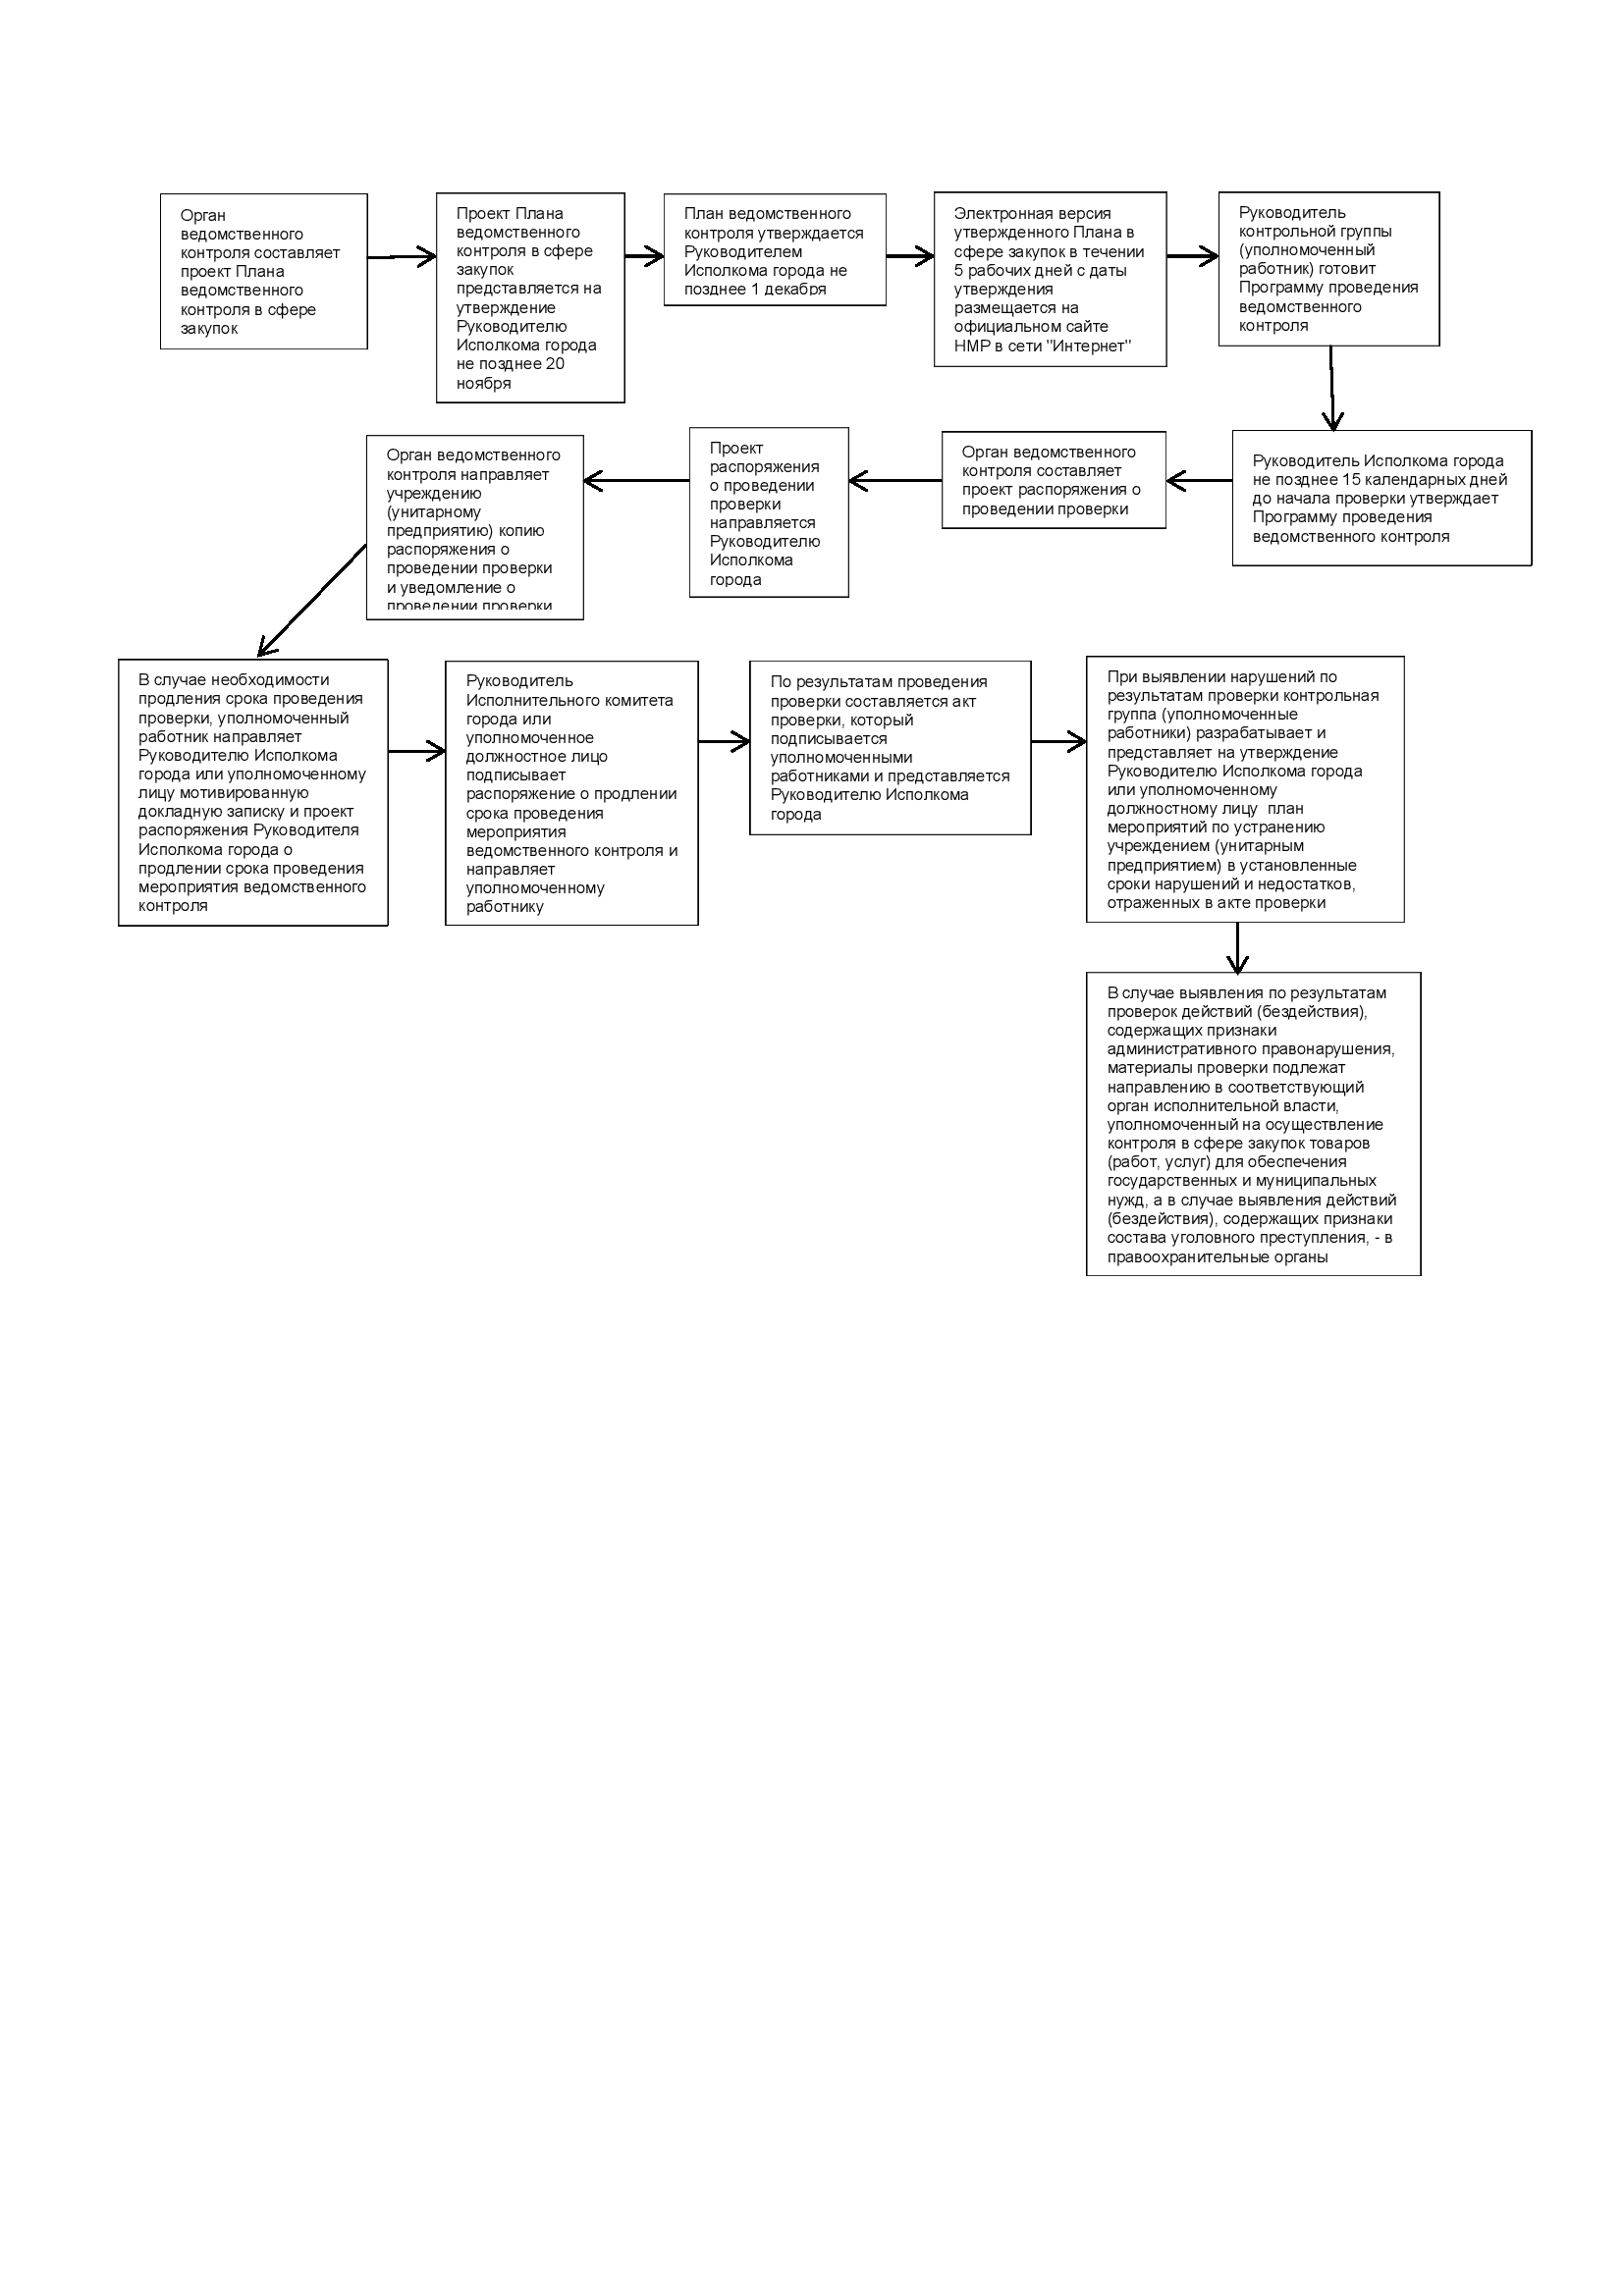 Орган
ведомственного
контроля составляет
проект Плана
ведомственного
контроля в сфере
закупок
Проект Плана
ведомственного
контроля в сфере
закупок
представляется на
утверждение
Руководителю
Исполкома города
не позднее 20
ноября
План ведомственного
контроля утверждается
Руководителем
Исполкома города не
позднее 1 декабря
Электронная версия
утвержденного Плана в
сфере закупок в течении
5 рабочих дней с даты
утверждения
размещается на
официальном сайте
НМР в сети "Интернет"
Руководитель
контрольной группы
(уполномоченный
работник) готовит
Программу проведения
ведомственного
контроля
Руководитель Исполкома города
не позднее 15 календарных дней
до начала проверки утверждает
Программу проведения
ведомственного контроля
Орган ведомственного
контроля составляет
проект распоряжения о
проведении проверки
Проект
распоряжения
о проведении
проверки
направляется
Руководителю
Исполкома
города
Орган ведомственного
контроля направляет
учреждению
(унитарному
предприятию) копию
распоряжения о
проведении проверки
и уведомление о
проведении проверки
В случае необходимости
продления срока проведения
проверки, уполномоченный
работник направляет
Руководителю Исполкома
города или уполномоченному
лицу мотивированную
докладную записку и проект
распоряжения Руководителя
Исполкома города о
продлении срока проведения
мероприятия ведомственного
контроля
Руководитель
Исполнительного комитета
города или
уполномоченное
должностное лицо
подписывает
распоряжение о продлении
срока проведения
мероприятия
ведомственного контроля и
направляет
уполномоченному
работнику
По результатам проведения
проверки составляется акт
проверки, который
подписывается
уполномоченными
работниками и представляется
Руководителю Исполкома
города
При выявлении нарушений по
результатам проверки контрольная
группа (уполномоченные
работники) разрабатывает и
представляет на утверждение
Руководителю Исполкома города
или уполномоченному
должностному лицу  план
мероприятий по устранению
учреждением (унитарным
предприятием) в установленные
сроки нарушений и недостатков,
отраженных в акте проверки
В случае выявления по результатам
проверок действий (бездействия),
содержащих признаки
административного правонарушения,
материалы проверки подлежат
направлению в соответствующий
орган исполнительной власти,
уполномоченный на осуществление
контроля в сфере закупок товаров
(работ, услуг) для обеспечения
государственных и муниципальных
нужд, а в случае выявления действий
(бездействия), содержащих признаки
состава уголовного преступления, - в
правоохранительные органы